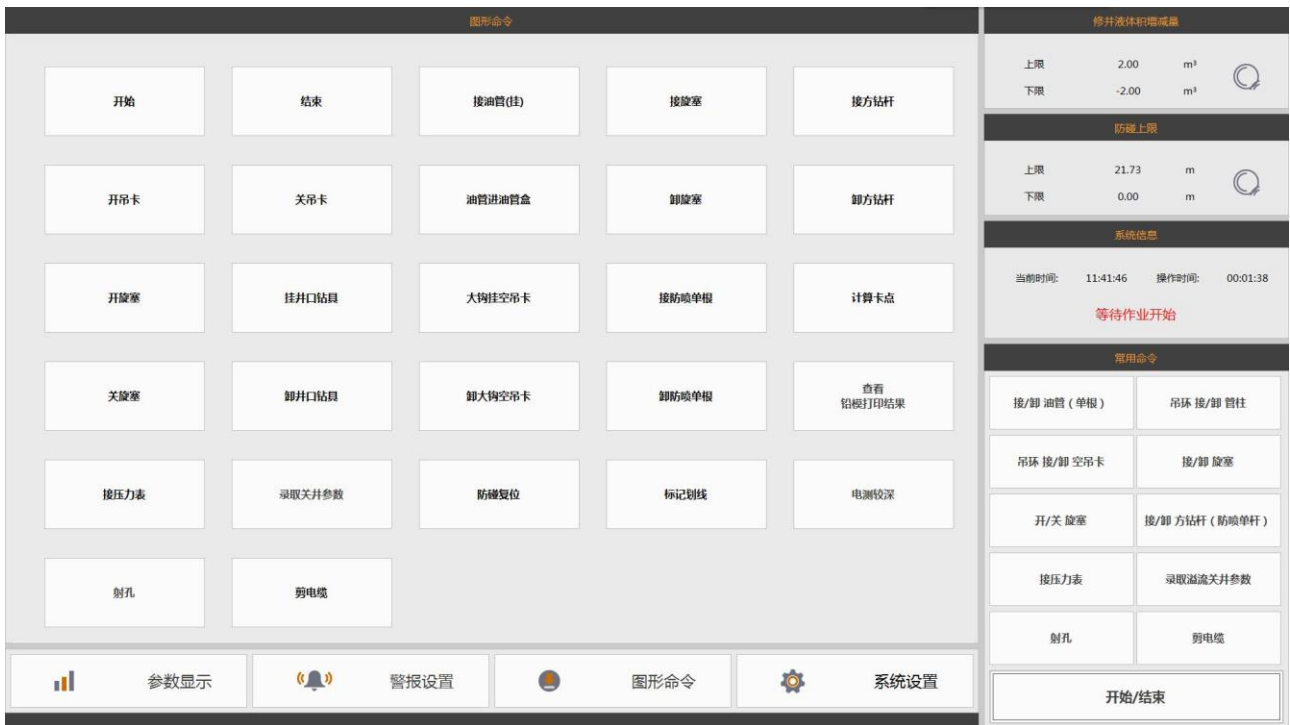 图形命令
开始
结束
接油管(挂)
接旋塞
接方钻杆
开吊卡
关吊卡
油管进油管盒
卸旋塞
卸方钻杆
开旋塞
挂井口钻具
大钩挂空吊卡
接防喷单根
计算卡点
关旋塞
卸井口钻具
卸大钩空吊卡
卸防喷单根
查看
铅模打印结果
接压力表
录取关井参数
防碰复位
标记划线
电测较深
射孔
剪电缆
参数显示
警报设置
图形命令
系统设置
修井液体积增减量
上限 2.00 m³
下限 -2.00 m³
防碰上限
上限 21.73 m
下限 0.00 m
系统信息
当前时间: 11:41:46 操作时间: 00:01:38
等待作业开始
常用命令
接/卸 油管 ( 单根 )
吊环 接/卸 管柱
吊环 接/卸 空吊卡
接/卸 旋塞
开/关 旋塞
接/卸 方钻杆 ( 防喷单杆 )
接压力表
录取溢流关井参数
射孔
剪电缆
开始/结束